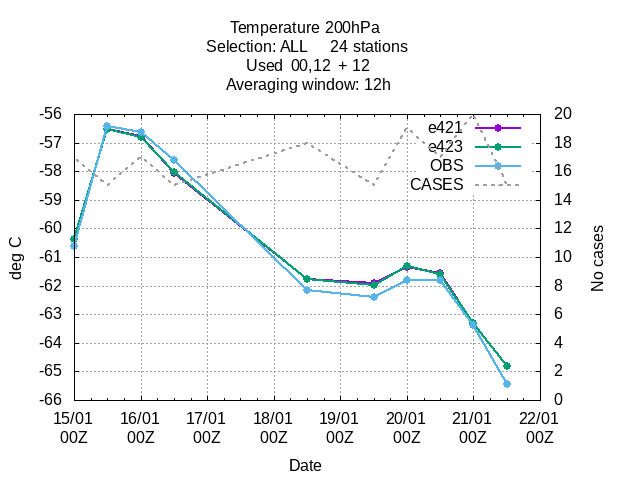 Temperature 200hPa
Selection: ALL 24 stations
Used 00,12 + 12
Averaging window: 12h
-56
-57
-58
-59
-60
-61
-62
-63
-64
-65
-66
deg C
20
18
16
14
12
10
8
6
4
2
0
No cases
e421
e423
OBS
CASES
15/01 16/01 17/01 18/01 19/01 20/01 21/01 22/01
00Z 00Z 00Z 00Z 00Z 00Z 00Z 00Z
Date